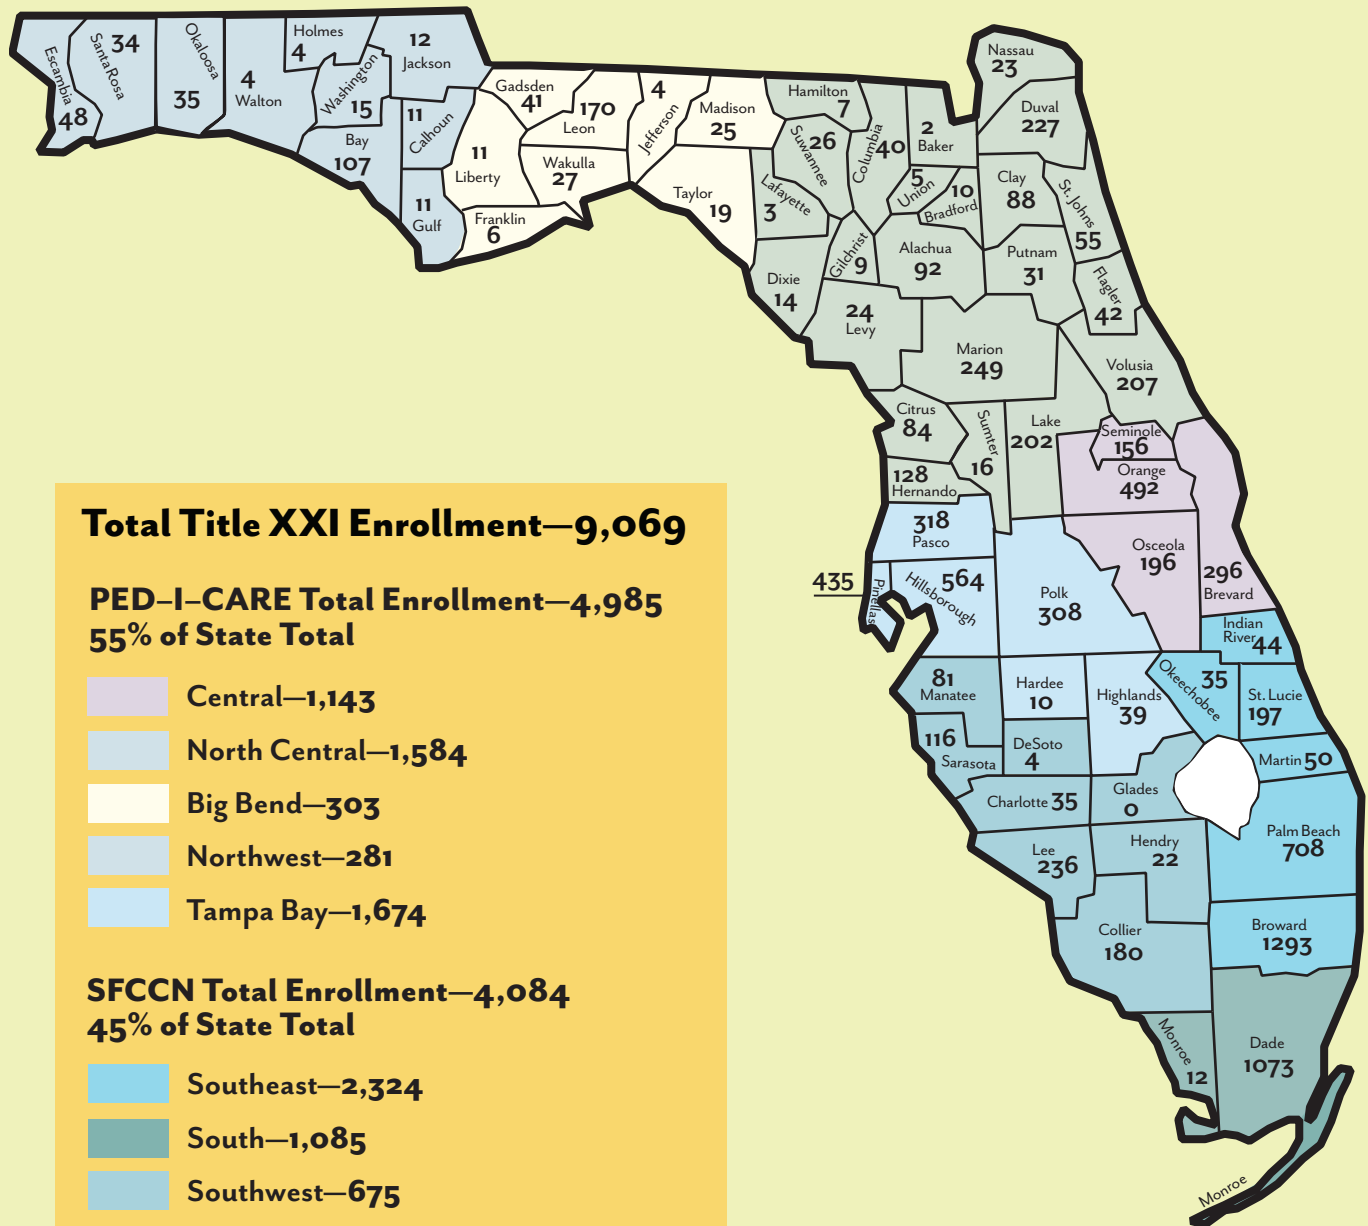 Escambia
48
Santa Rosa
34
Okaloosa
35
4
Walton
Holmes
4
Washington
15
12
Jackson
Bay
107
11
Calhoun
11
Gulf
Gadsden
41
170
Leon
11
Liberty
Wakulla
27
Franklin
6
4
Jefferson
Madison
25
Taylor
19
Hamilton
7
Suwannee
26
Lafayette
3
Columbia
40
2
Baker
Nassau
23
Duval
227
5
Union
10
Bradford
Clay
88
St. Johns
55
Dixie
14
Gilchrist
9
Alachua
92
Putnam
31
Flagler
42
24
Levy
Marion
249
Volusia
207
Citrus
84
Sumter
16
Lake
202
Seminole
156
Orange
492
128
Hernando
318
Pasco
Osceola
196
296
Brevard
435
Pinellas
Hillsborough
564
Polk
308
Indian
River 44
81
Manatee
Hardee
10
Highlands
39
Okeechobee
35
St. Lucie
197
116
Sarasota
DeSoto
4
Martin 50
Charlotte 35
Glades
0
Palm Beach
708
Lee
236
Hendry
22
Collier
180
Broward
1293
Monroe
12
Dade
1073
Monroe
Total Title XXI Enrollment—9,069
PED–I–CARE Total Enrollment—4,985
55% of State Total
Central—1,143
North Central—1,584
Big Bend—303
Northwest—281
Tampa Bay—1,674
SFCCN Total Enrollment—4,084
45% of State Total
Southeast—2,324
South—1,085
Southwest—675